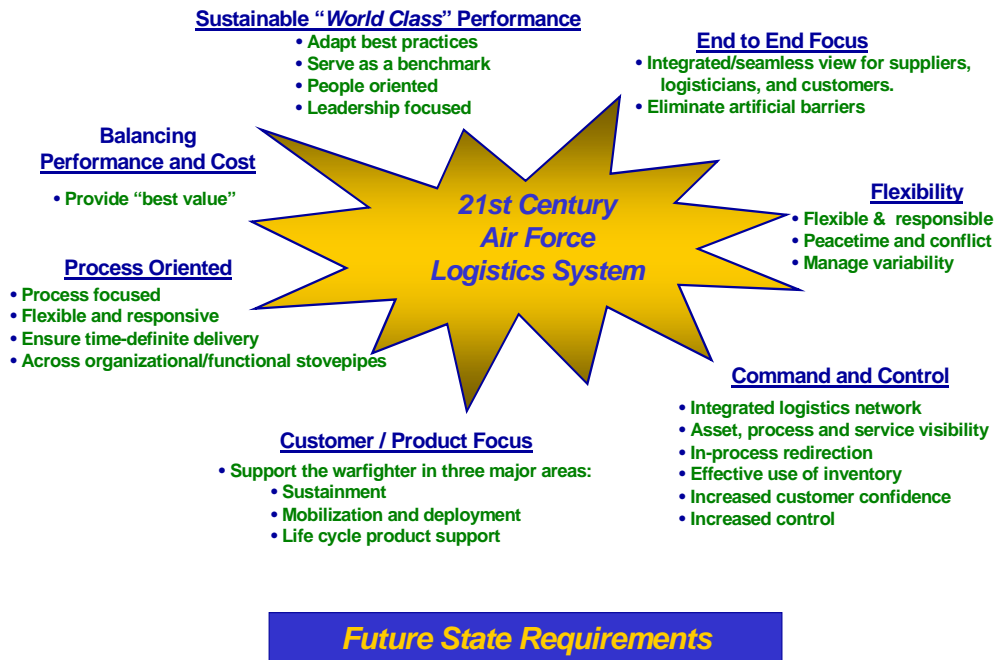 Sustainable “World Class” Performance
• Adapt best practices
• Serve as a benchmark
• People oriented
• Leadership focused
End to End Focus
• Integrated/seamless view for suppliers,
logisticians, and customers.
• Eliminate artificial barriers
Balancing
Performance and Cost
• Provide “best value”
21st Century
Air Force
Logistics System
Flexibility
• Flexible & responsible
• Peacetime and conflict
• Manage variability
Process Oriented
• Process focused
• Flexible and responsive
• Ensure time-definite delivery
• Across organizational/functional stovepipes
Command and Control
• Integrated logistics network
• Asset, process and service visibility
• In-process redirection
• Effective use of inventory
• Increased customer confidence
• Increased control
Customer / Product Focus
• Support the warfighter in three major areas:
• Sustainment
• Mobilization and deployment
• Life cycle product support
Future State Requirements